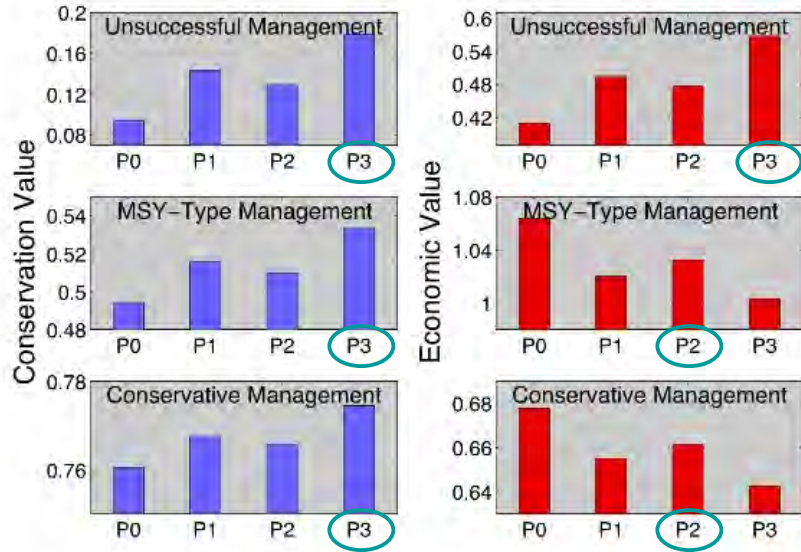 Conservation Value
Unsuccessful Management
0.2
0.16
0.12
0.08
P0 P1 P2 P3
MSY-Type Management
0.54
0.52
0.5
0.48
P0 P1 P2 P3
Conservative Management
0.78
0.76
P0 P1 P2 P3
Economic Value
Unsuccessful Management
0.6
0.54
0.48
0.42
P0 P1 P2 P3
MSY-Type Management
1.08
1.04
1
P0 P1 P2 P3
Conservative Management
0.68
0.66
0.64
P0 P1 P2 P3